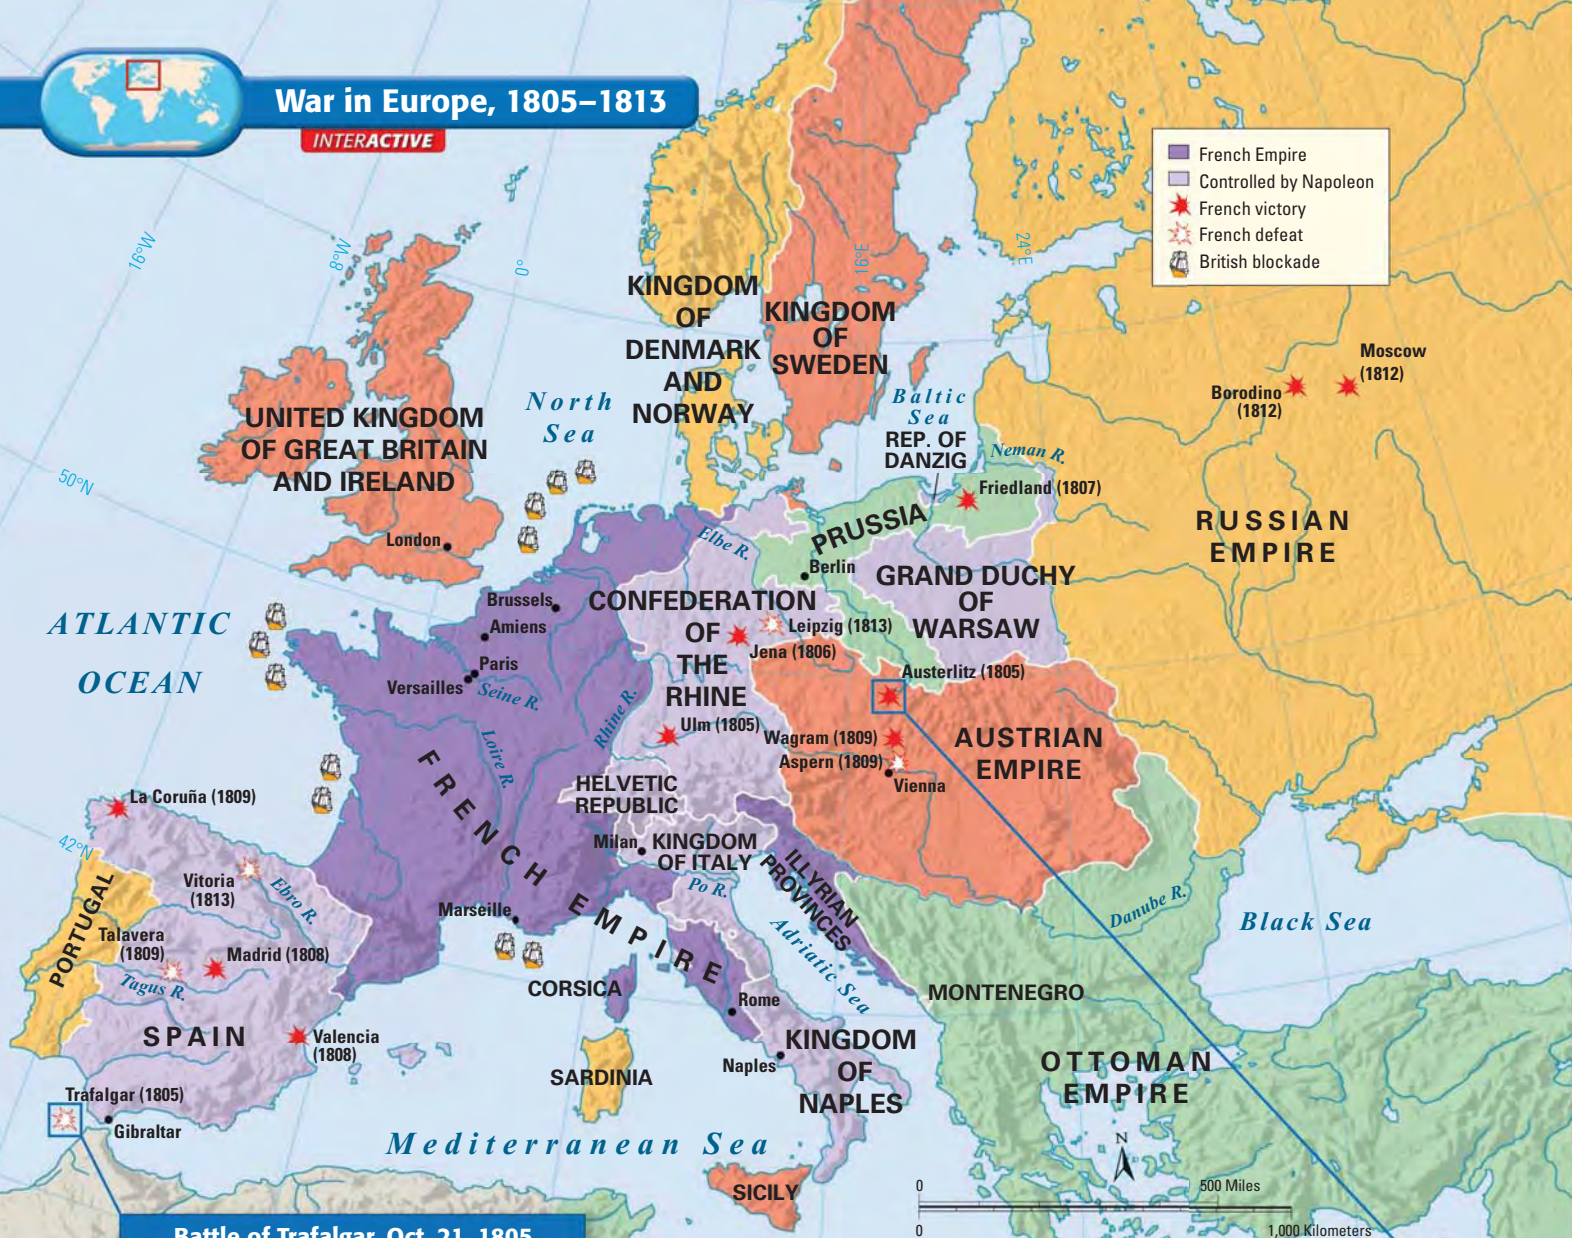 War in Europe, 1805–1813
INTERACTIVE
French Empire
Controlled by Napoleon
French victory
French defeat
British blockade
16°W
8°W
0°
16°E
24°E
50°N
42°N
KINGDOM
OF
DENMARK
AND
NORWAY
KINGDOM
OF
SWEDEN
Moscow
(1812)
Borodino
(1812)
North
Sea
Baltic
Sea
UNITED KINGDOM
OF GREAT BRITAIN
AND IRELAND
London
REP. OF
DANZIG
Neman R.
Friedland (1807)
PRUSSIA
RUSSIAN
EMPIRE
Elbe R.
Berlin
GRAND DUCHY
OF
WARSAW
ATLANTIC
OCEAN
Brussels
Amiens
Paris
Versailles
Seine R.
CONFEDERATION
OF
THE
RHINE
Leipzig (1813)
Jena (1806)
Austerlitz (1805)
Rhine R.
Loire R.
Ulm (1805)
Wagram (1809)
Aspern (1809)
Vienna
AUSTRIAN
EMPIRE
FRENCH EMPIRE
HELVETIC
REPUBLIC
Milan
KINGDOM
OF ITALY
ILLYRIAN
PROVINCES
Po R.
La Coruña (1809)
Vitoria
(1813)
Ebro R.
PORTUGAL
Talavera
(1809)
Madrid (1808)
Tagus R.
Marseille
Adriatic Sea
Danube R.
Black Sea
CORSICA
Rome
MONTENEGRO
SPAIN
Valencia
(1808)
SARDINIA
Naples
KINGDOM
OF
NAPLES
OTTOMAN
EMPIRE
Trafalgar (1805)
Gibraltar
Mediterranean Sea
SICILY
N
0
500 Miles
0
1,000 Kilometers
Battle of Trafalgar, Oct. 21, 1805